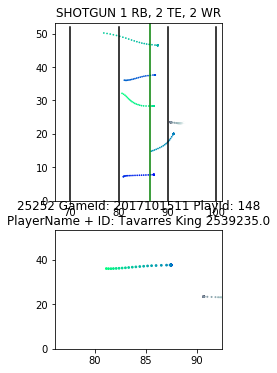 SHOTGUN 1 RB, 2 TE, 2 WR
50
40
30
20
10
0
70 80 90 100
25252 GameId: 2017101511 PlayId: 148
PlayerName + ID: Tavarres King 2539235.0
40
20
0
80 85 90